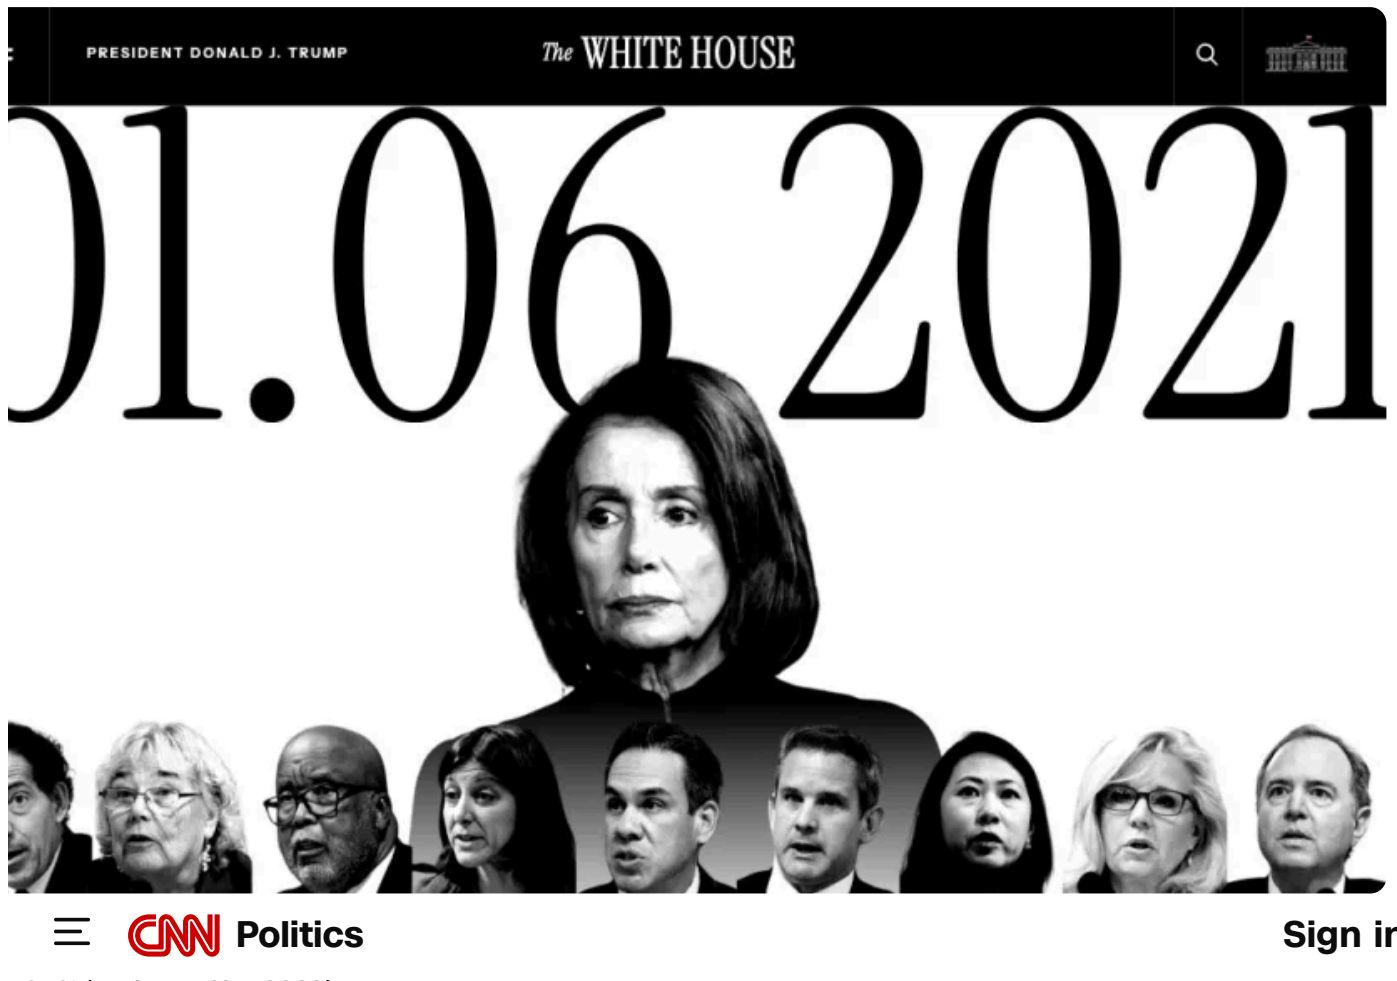 PRESIDENT DONALD J. TRUMP
The WHITE HOUSE
01.06.2021
CNN Politics
Sign in